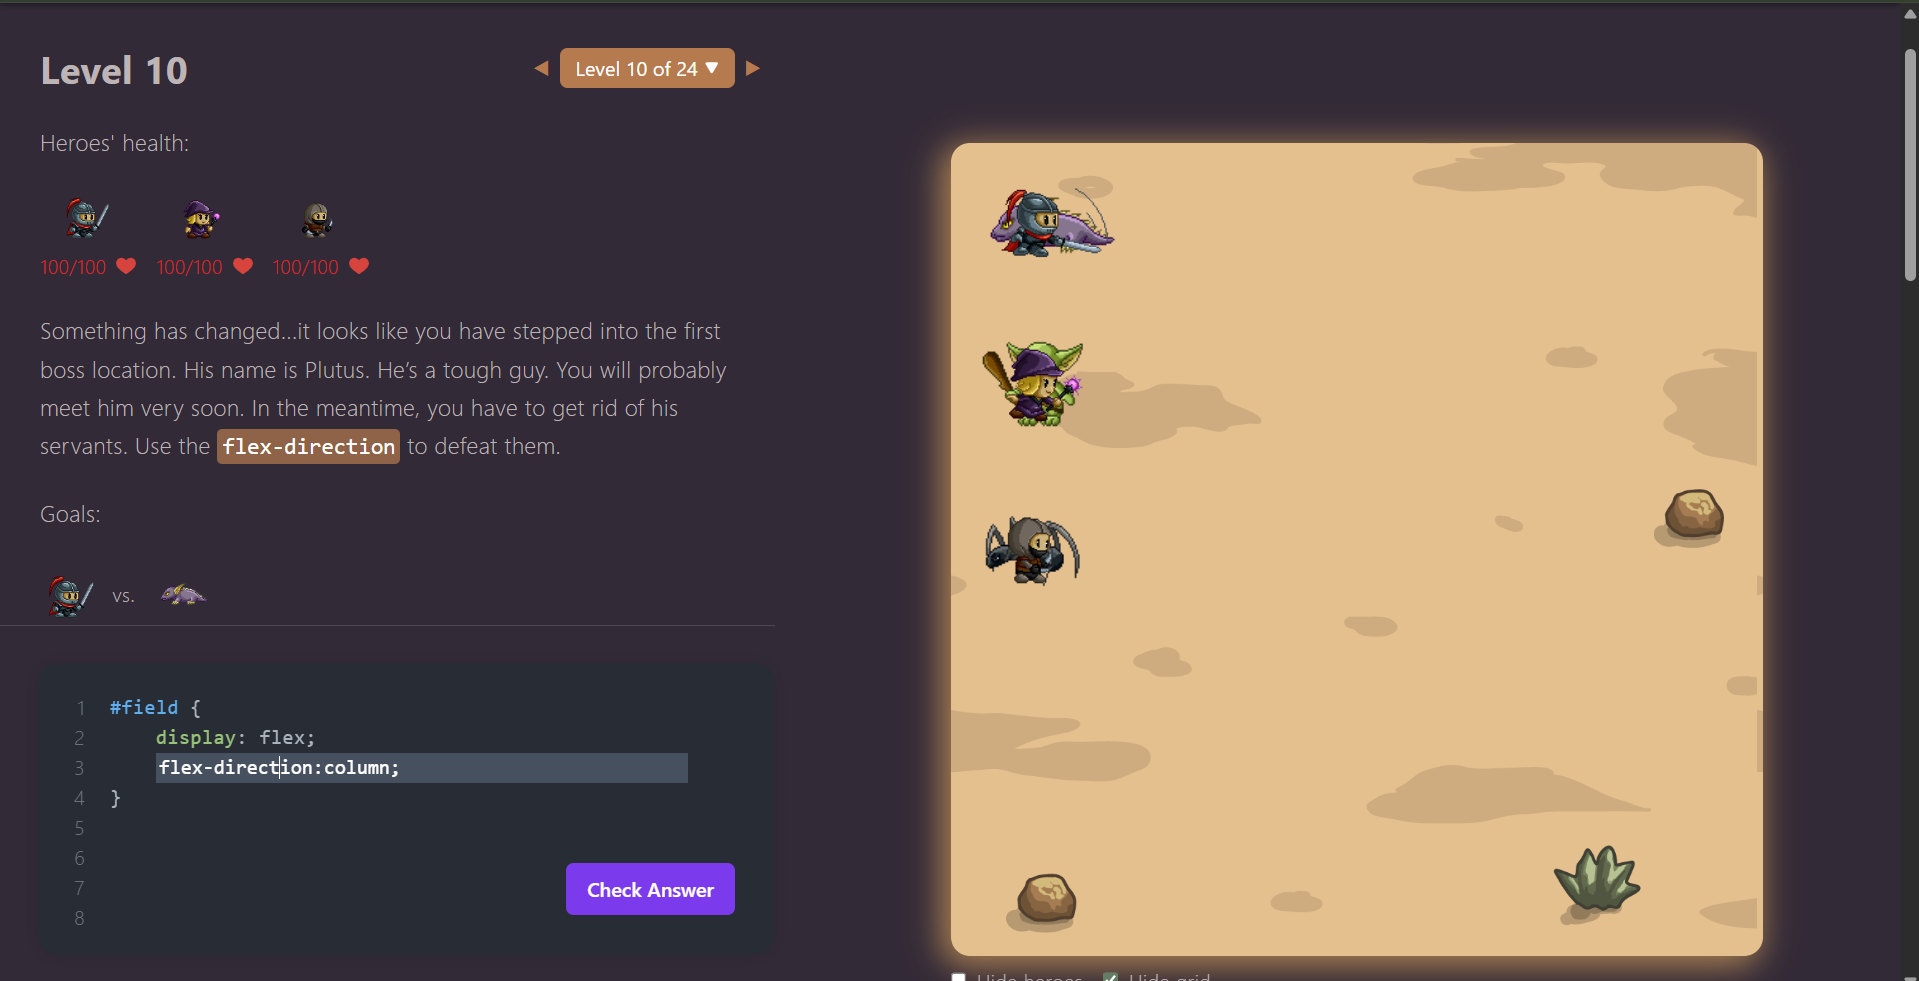 Level 10
Level 10 of 24 ▼
Heroes' health:
100/100
100/100
100/100
Something has changed...it looks like you have stepped into the first
boss location. His name is Plutus. He’s a tough guy. You will probably
meet him very soon. In the meantime, you have to get rid of his
servants. Use the flex-direction to defeat them.
Goals:
vs.
1 #field {
2 display: flex;
3 flex-direction:column;
4 }
5
6
7
8
Check Answer
Hide heroes
Hide grid